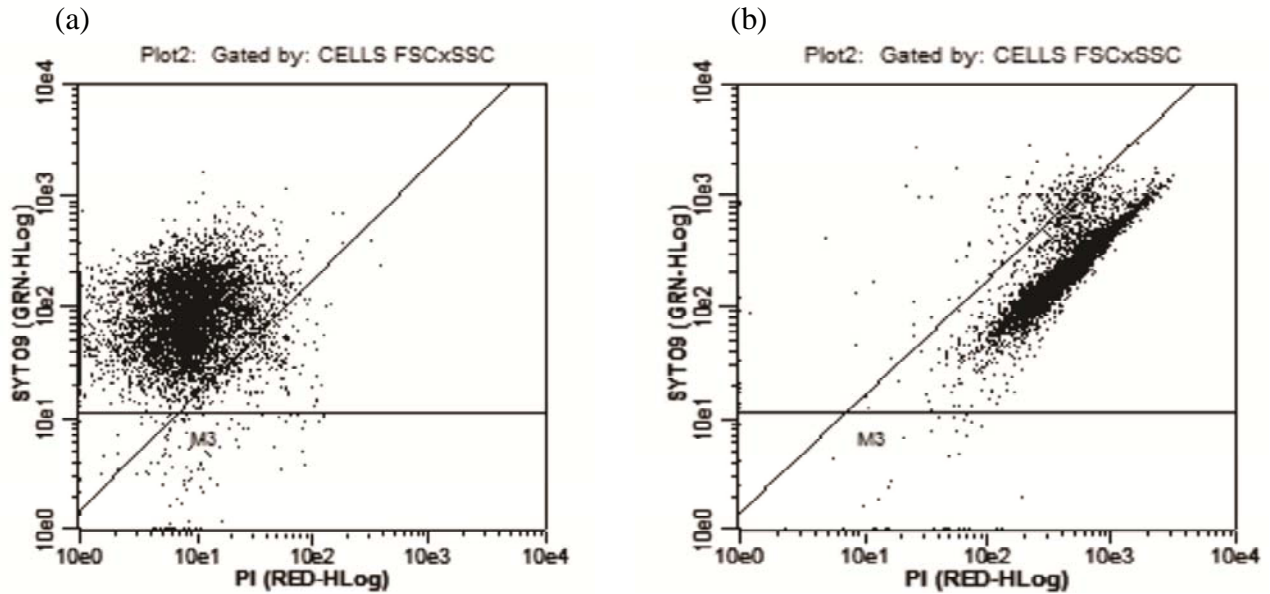 (a)
Plot2: Gated by: CELLS FSCxSSC
SYTO9 (GRN-HLog)
10e4
10e3
10e2
10e1
10e0
M3
10e0 10e1 10e2 10e3 10e4
PI (RED-HLog)
(b)
Plot2: Gated by: CELLS FSCxSSC
SYTO9 (GRN-HLog)
10e4
10e3
10e2
10e1
10e0
M3
10e0 10e1 10e2 10e3 10e4
PI (RED-HLog)